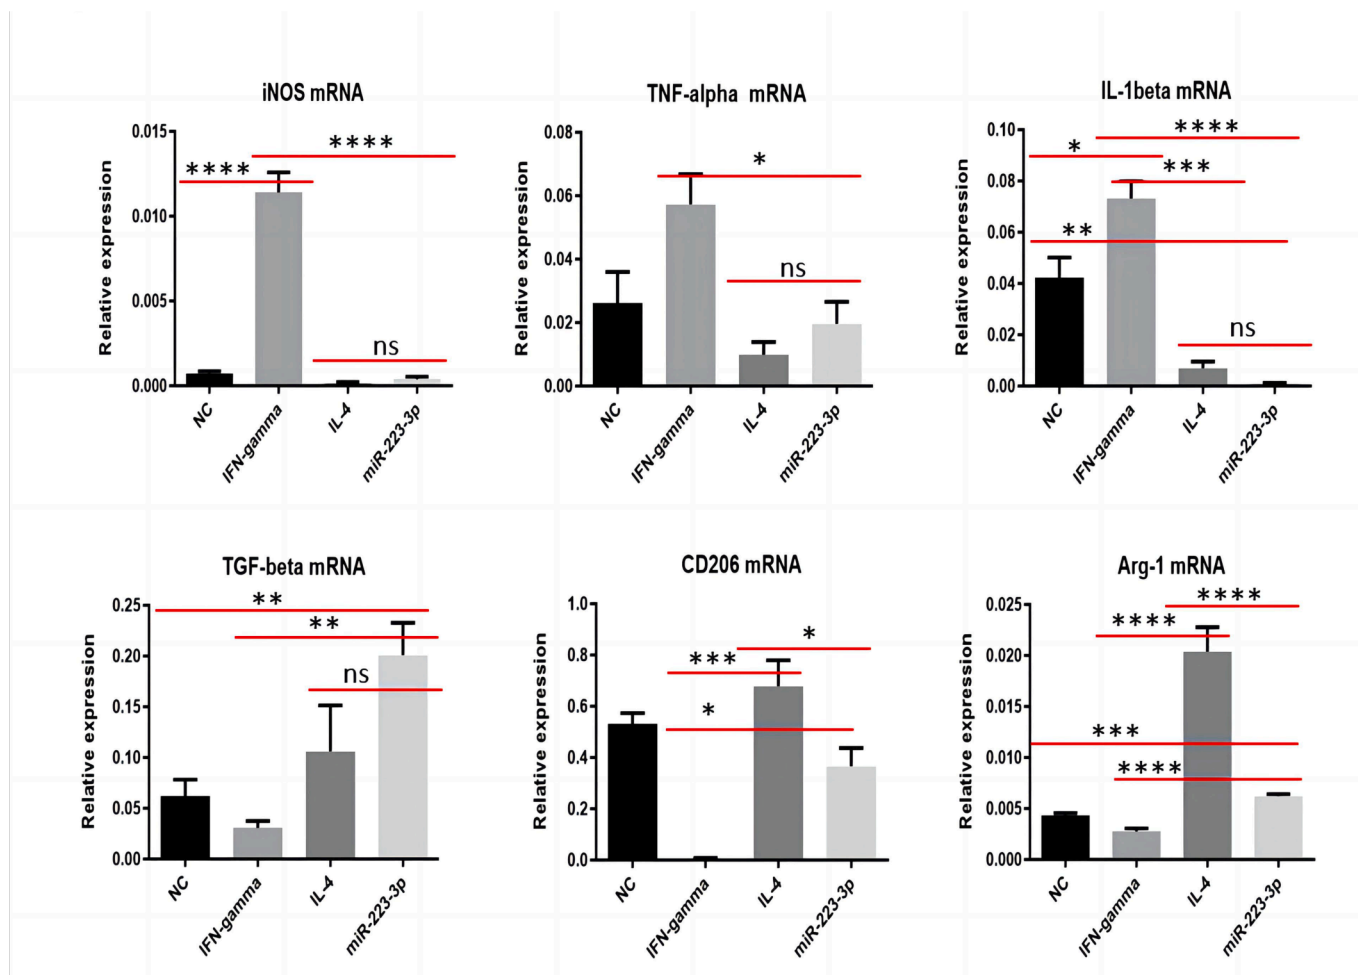 iNOS mRNA
Relative expression
0.015
0.010
0.005
0.000
****
****
ns
NC
IFN-gamma
IL-4
miR-223-3p
TNF-alpha mRNA
Relative expression
0.08
0.06
0.04
0.02
0.00
*
ns
NC
IFN-gamma
IL-4
miR-223-3p
IL-1beta mRNA
Relative expression
0.10
0.08
0.06
0.04
0.02
0.00
****
*
***
**
ns
NC
IFN-gamma
IL-4
miR-223-3p
TGF-beta mRNA
Relative expression
0.25
0.20
0.15
0.10
0.05
0.00
**
**
ns
NC
IFN-gamma
IL-4
miR-223-3p
CD206 mRNA
Relative expression
1.0
0.8
0.6
0.4
0.2
0.0
*
***
*
NC
IFN-gamma
IL-4
miR-223-3p
Arg-1 mRNA
Relative expression
0.025
0.020
0.015
0.010
0.005
0.000
****
****
***
****
NC
IFN-gamma
IL-4
miR-223-3p